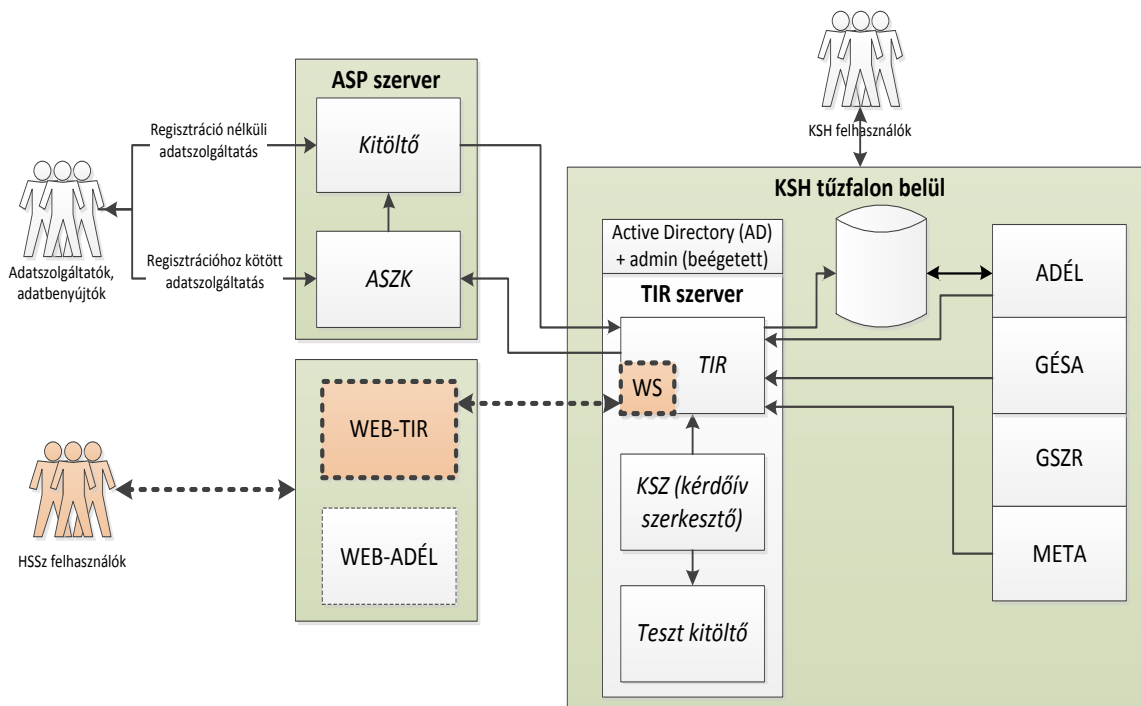 ASP szerver
Kitöltő
ASZK
Regisztráció nélküli
adatszolgáltatás
Regisztrációhoz kötött
adatszolgáltatás
Adatszolgáltatók,
adatbenyújtók
KSH felhasználók
KSH tűzfalon belül
Active Directory (AD)
+ admin (beégetett)
TIR szerver
TIR
WS
KSZ (kérdőív
szerkesztő)
Teszt kitöltő
ADÉL
GÉSA
GSZR
META
WEB-TIR
WEB-ADÉL
HSSz felhasználók